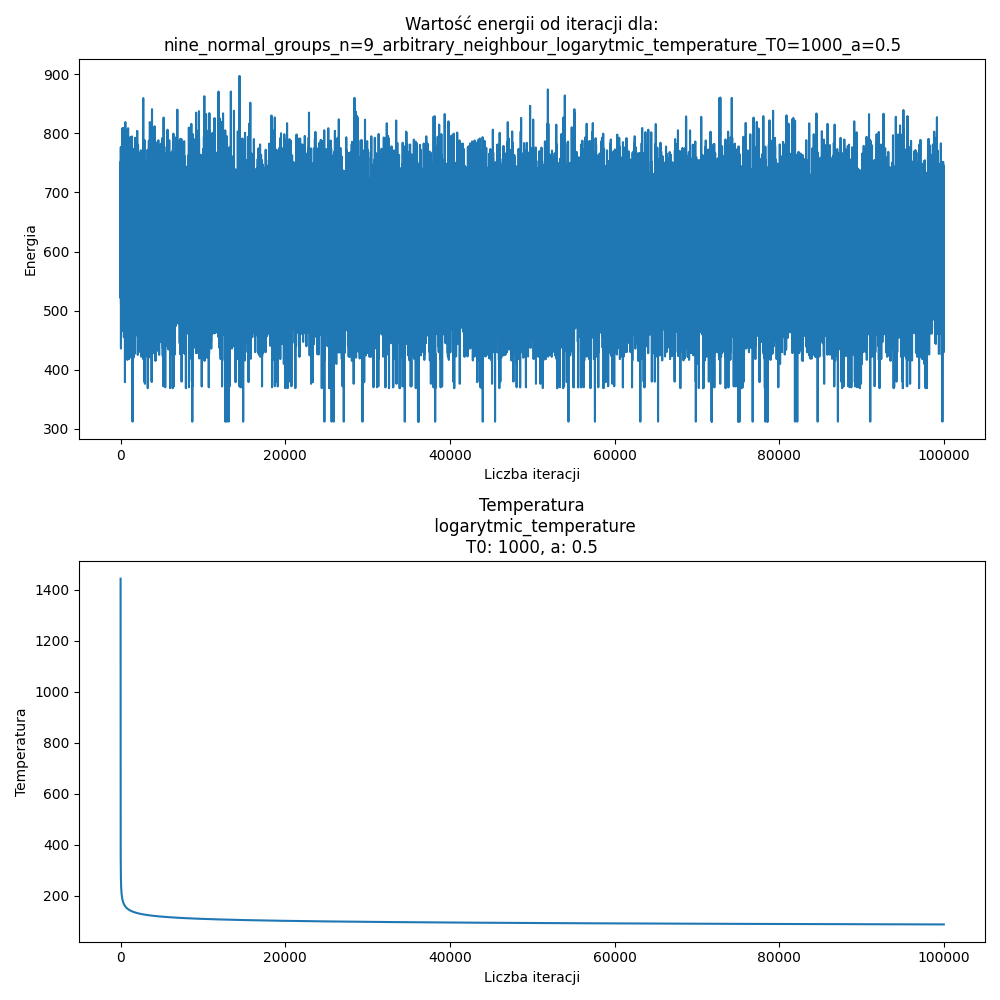 Wartość energii od iteracji dla:
nine_normal_groups_n=9_arbitrary_neighbour_logarytmic_temperature_T0=1000_a=0.5
900
800
700
600
500
400
300
Energia
0 20000 40000 60000 80000 100000
Liczba iteracji
Temperatura
logarytmic_temperature
T0: 1000, a: 0.5
1400
1200
1000
800
600
400
200
Temperatura
0 20000 40000 60000 80000 100000
Liczba iteracji